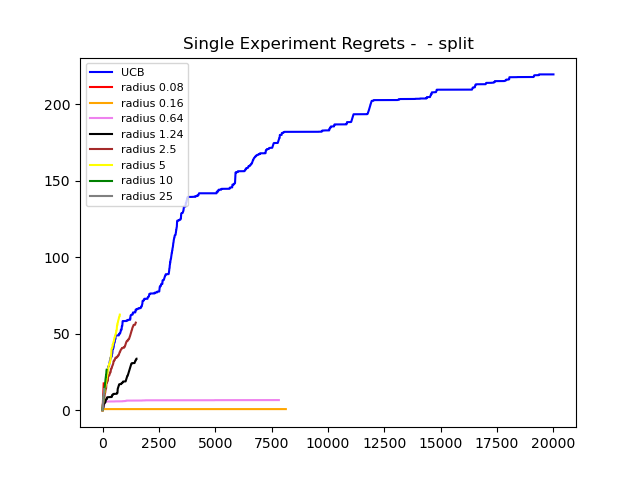 Single Experiment Regrets -  - split
UCB
radius 0.08
radius 0.16
radius 0.64
radius 1.24
radius 2.5
radius 5
radius 10
radius 25
200
150
100
50
0
0 2500 5000 7500 10000 12500 15000 17500 20000